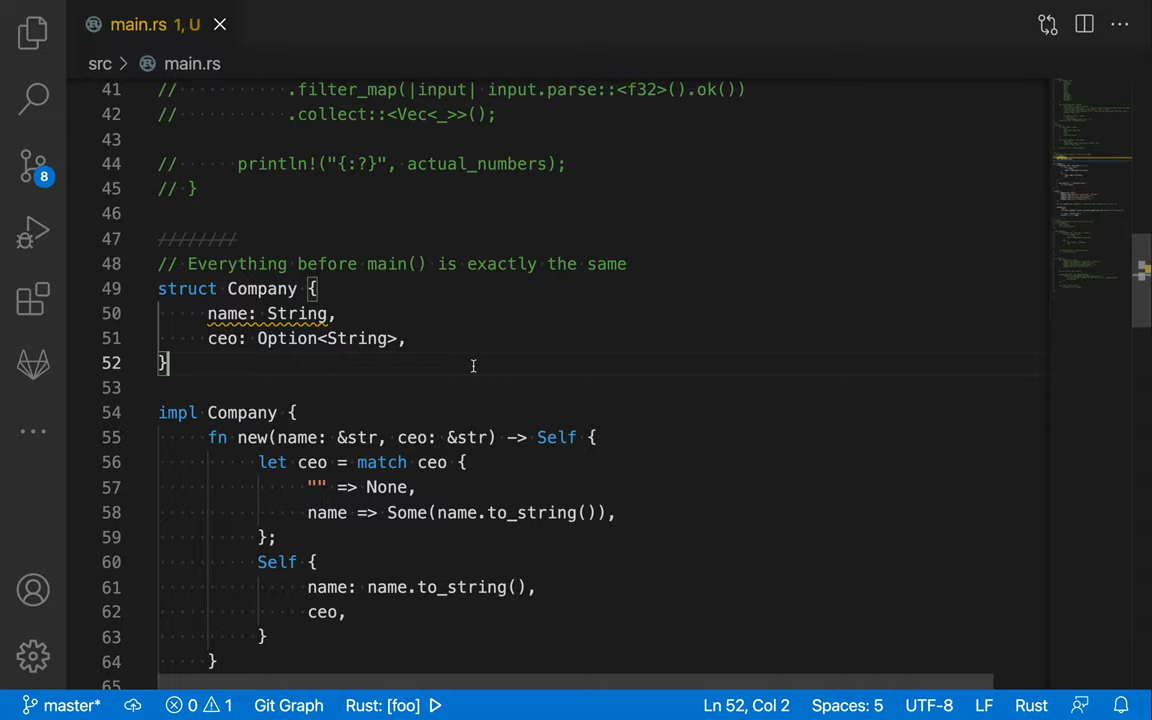 main.rs 1, U
src > main.rs
41 // .filter_map(|input| input.parse::<f32>().ok())
42 // .collect::<Vec<_>>();
43
44 // println!("{:?}", actual_numbers);
45 // }
46
47 ////////
48 // Everything before main() is exactly the same
49 struct Company {
50 name: String,
51 ceo: Option<String>,
52 }
53
54 impl Company {
55 fn new(name: &str, ceo: &str) -> Self {
56 let ceo = match ceo {
57 "" => None,
58 name => Some(name.to_string()),
59 };
60 Self {
61 name: name.to_string(),
62 ceo,
63 }
64 }
65
8
master* 0 1 Git Graph Rust: [foo] Ln 52, Col 2 Spaces: 5 UTF-8 LF Rust